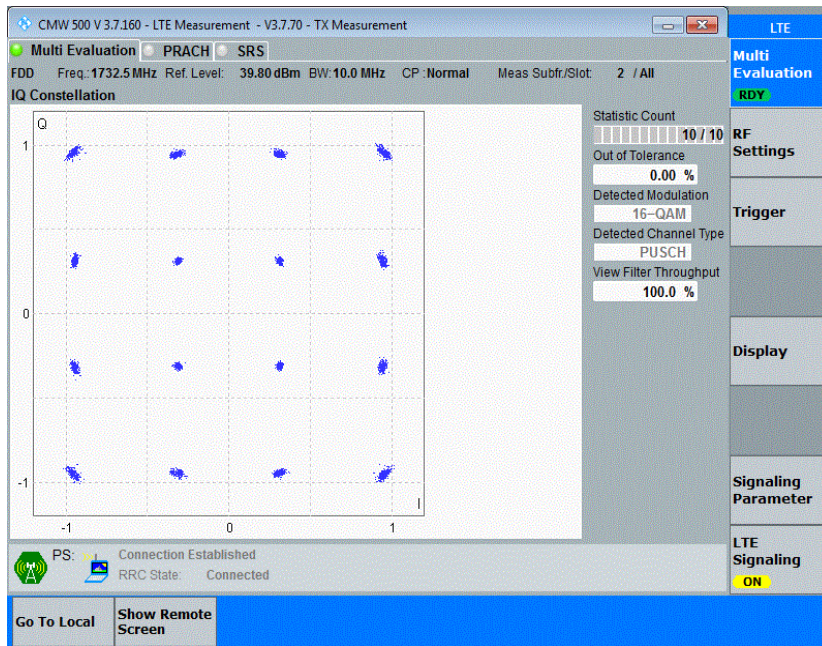 CMW 500 V 3.7.160 - LTE Measurement - V3.7.70 - TX Measurement
LTE
Multi Evaluation PRACH SRS
FDD Freq.: 1732.5 MHz Ref. Level: 39.80 dBm BW: 10.0 MHz CP : Normal Meas Subfr./Slot: 2 / All
IQ Constellation
Q
1
0
-1
I
-1 0 1
Statistic Count
10 / 10
Out of Tolerance
0.00 %
Detected Modulation
16–QAM
Detected Channel Type
PUSCH
View Filter Throughput
100.0 %
Multi
Evaluation
RDY
RF
Settings
Trigger
Display
Signaling
Parameter
LTE
Signaling
ON
PS: Connection Established
RRC State: Connected
Go To Local
Show Remote
Screen